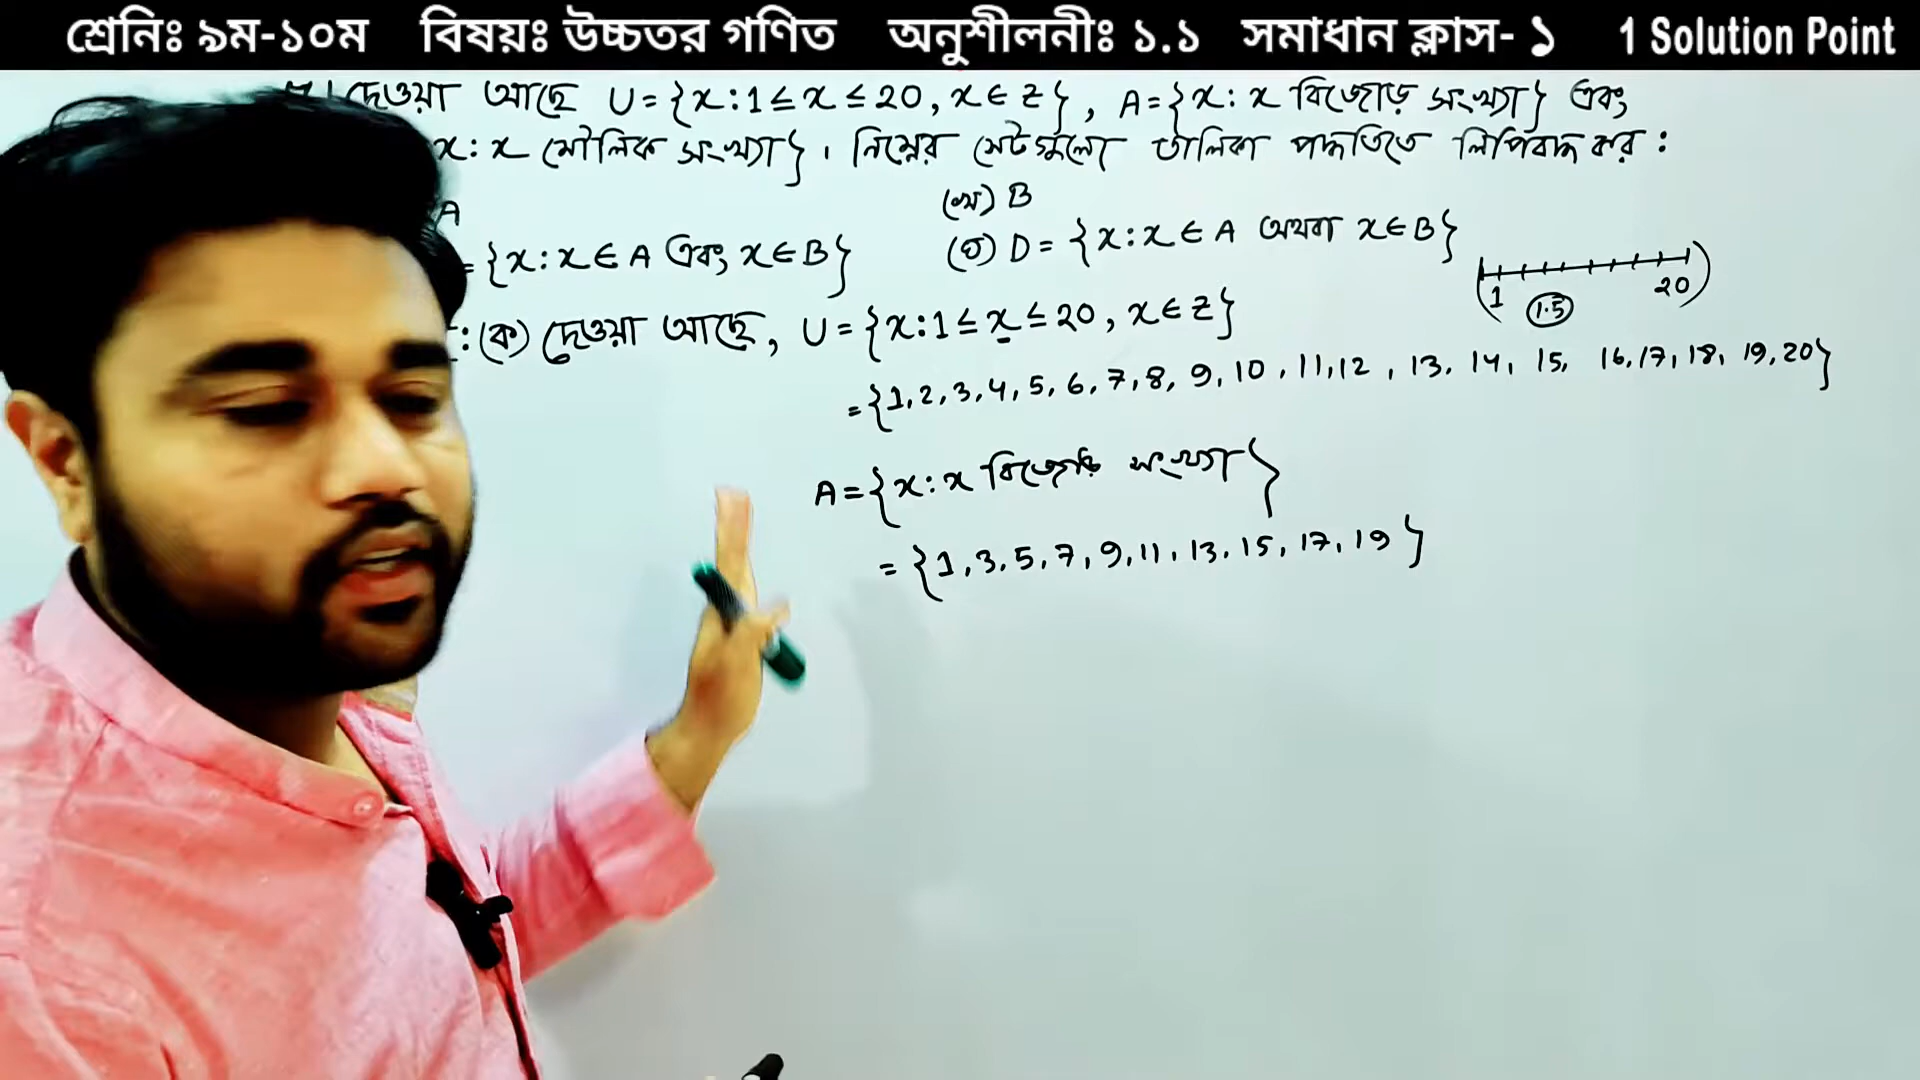 শ্রেনিঃ ৯ম-১০ম বিষয়ঃ উচ্চতর গণিত অনুশীলনীঃ ১.১ সমাধান ক্লাস- ১ 1 Solution Point
দেওয়া আছে U = {x : 1 ≤ x ≤ 20, x ∈ z}, A = {x : x বিজোড় সংখ্যা} এবং
x : x মৌলিক সংখ্যা}। নিম্নের সেটগুলো তালিকা পদ্ধতিতে লিপিবদ্ধ কর :
A (খ) B
= {x : x ∈ A এবং x ∈ B} (ঘ) D = {x : x ∈ A অথবা x ∈ B}
1 1.5 20
: (ক) দেওয়া আছে, U = {x : 1 ≤ x ≤ 20, x ∈ z}
= {1, 2, 3, 4, 5, 6, 7, 8, 9, 10, 11, 12, 13, 14, 15, 16, 17, 18, 19, 20}
A = {x : x বিজোড় সংখ্যা}
= {1, 3, 5, 7, 9, 11, 13, 15, 17, 19}